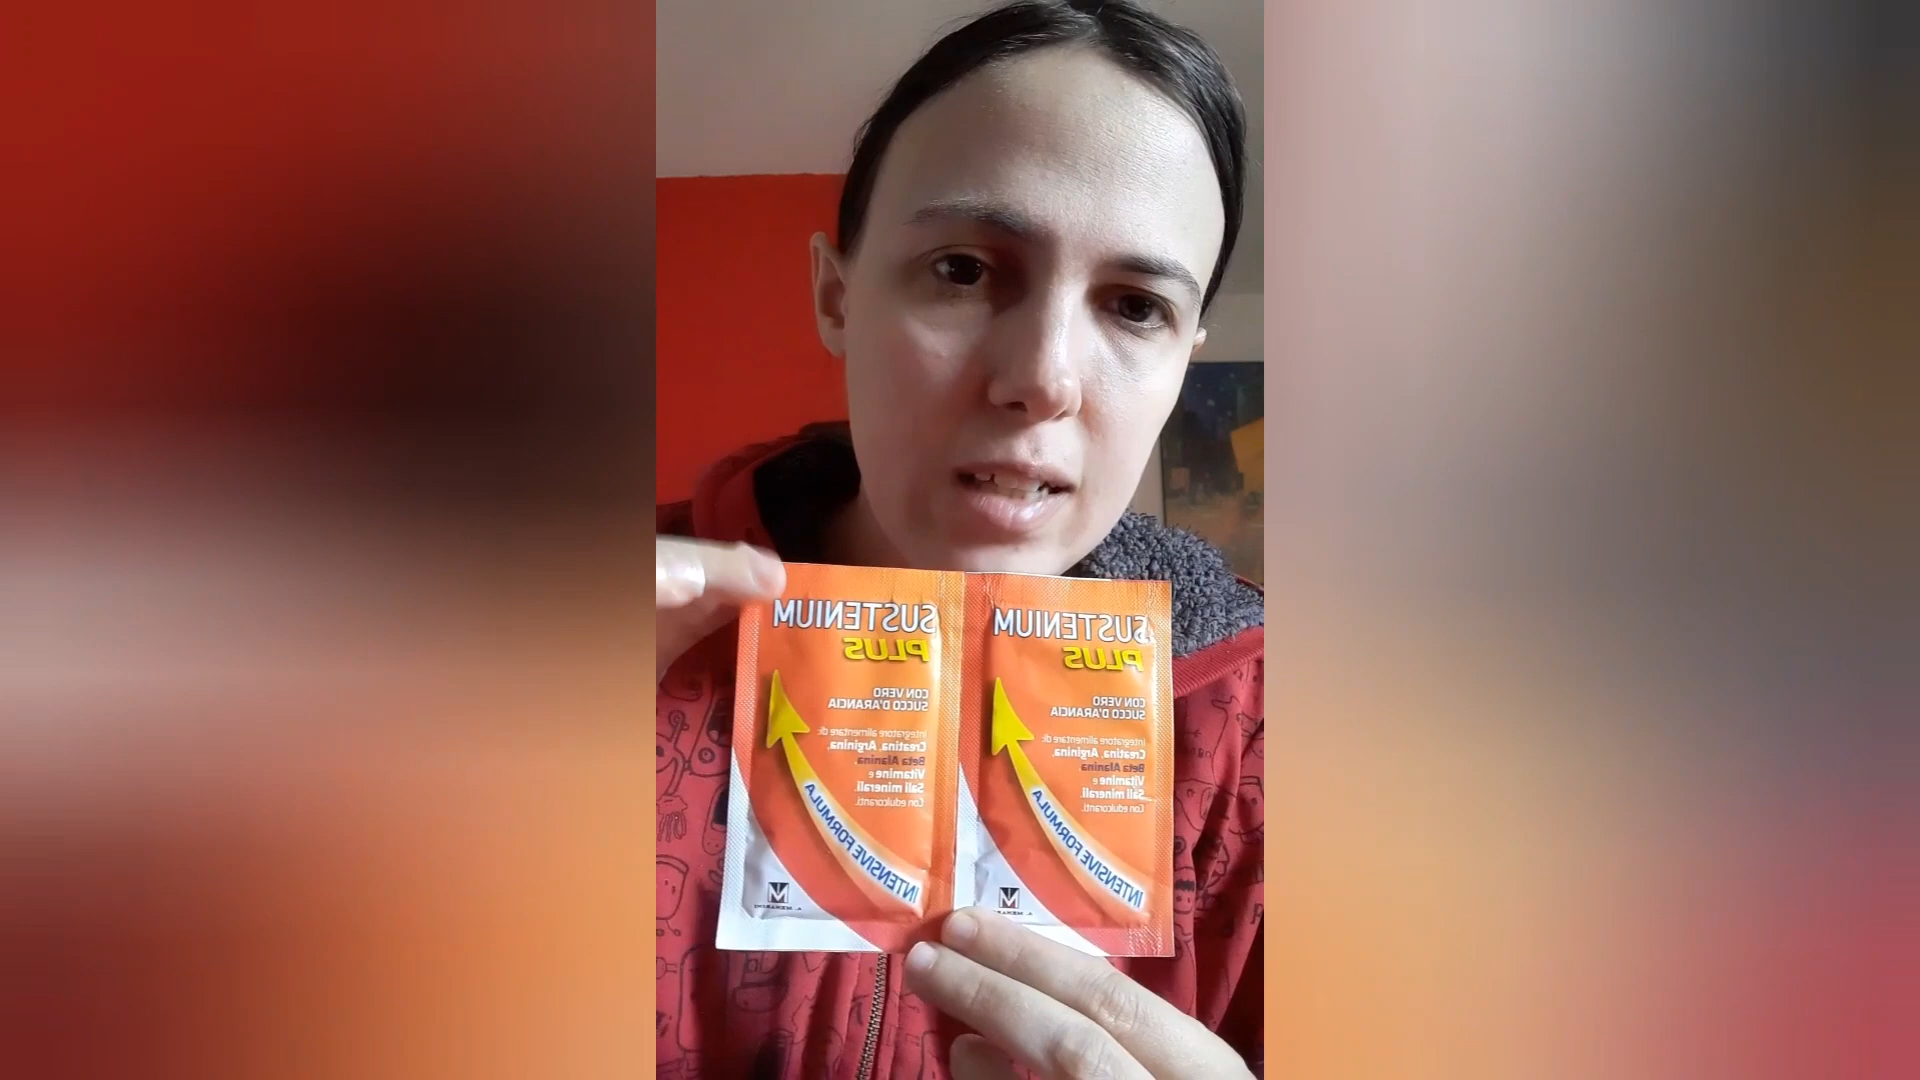 SUSTENIUM
PLUS
CON VERO
SUCCO D'ARANCIA
Integratore alimentare di:
Creatina, Arginina,
Beta Alanina
Vitamine e
Sali minerali.
Con edulcoranti.
INTENSIVE FORMULA
A. MENARINI
SUSTENIUM
PLUS
CON VERO
SUCCO D'ARANCIA
Integratore alimentare di:
Creatina, Arginina,
Beta Alanina
Vitamine e
Sali minerali.
Con edulcoranti.
INTENSIVE FORMULA